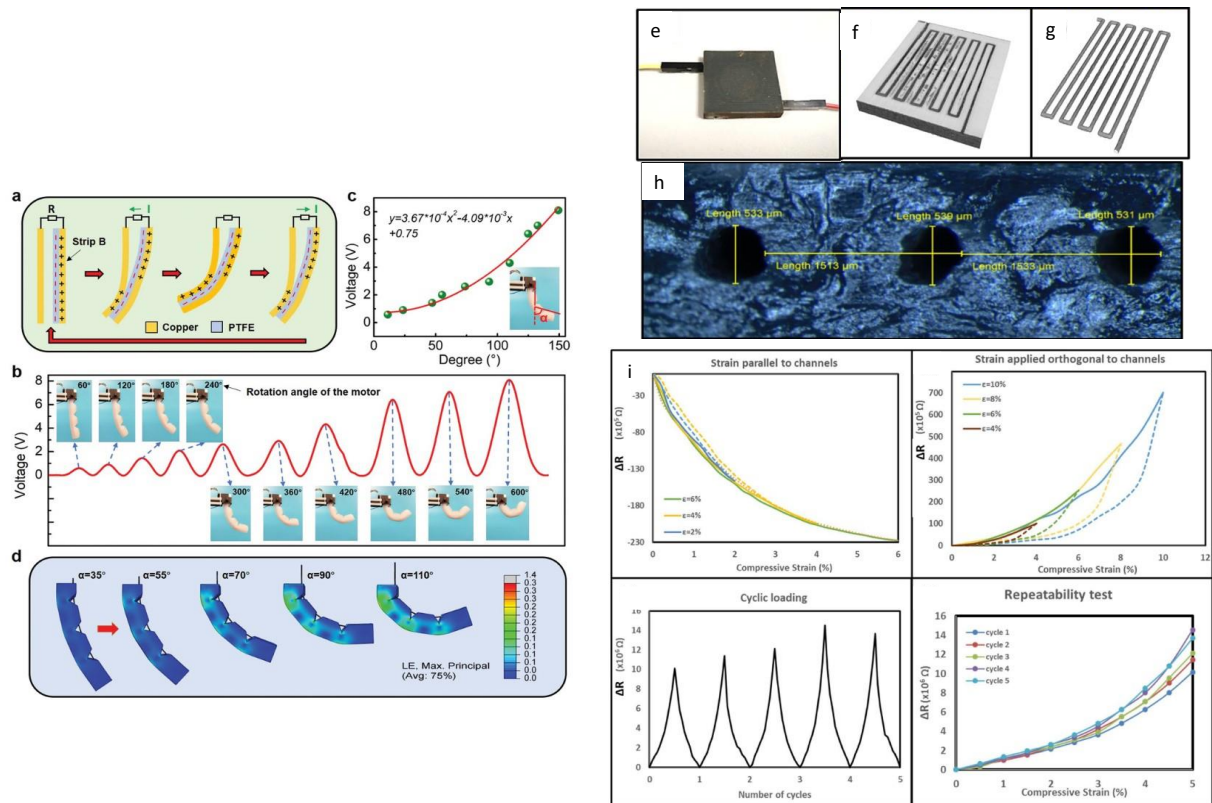 a
R
I
I
Strip B
Copper
PTFE
c
y=3.67*10⁻⁴x²-4.09*10⁻³x
+0.75
Voltage (V)
8
6
4
2
0
0
50
100
150
Degree (°)
α
b
Voltage (V)
8
6
4
2
0
60°
120°
180°
240°
Rotation angle of the motor
300°
360°
420°
480°
540°
600°
d
α=35°
α=55°
α=70°
α=90°
α=110°
1.4
0.3
0.3
0.2
0.2
0.2
0.2
0.1
0.1
0.1
0.1
0.0
0.0
LE, Max. Principal
(Avg: 75%)
e
f
g
h
Length 533 µm
Length 539 µm
Length 531 µm
Length 1513 µm
Length 1533 µm
i
Strain parallel to channels
ΔR (x10⁵ Ω)
-30
-80
-130
-180
-230
ε=6%
ε=4%
ε=2%
0
1
2
3
4
5
6
Compressive Strain (%)
Strain applied orthogonal to channels
ΔR (x10⁵ Ω)
700
600
500
400
300
200
100
0
ε=10%
ε=8%
ε=6%
ε=4%
0
2
4
6
8
10
12
Compressive Strain (%)
Cyclic loading
ΔR (x10⁶ Ω)
16
14
12
10
8
6
4
2
0
0
1
2
3
4
5
Number of cycles
Repeatability test
ΔR (x10⁶ Ω)
16
14
12
10
8
6
4
2
0
cycle 1
cycle 2
cycle 3
cycle 4
cycle 5
0
1
2
3
4
5
Compressive Strain (%)